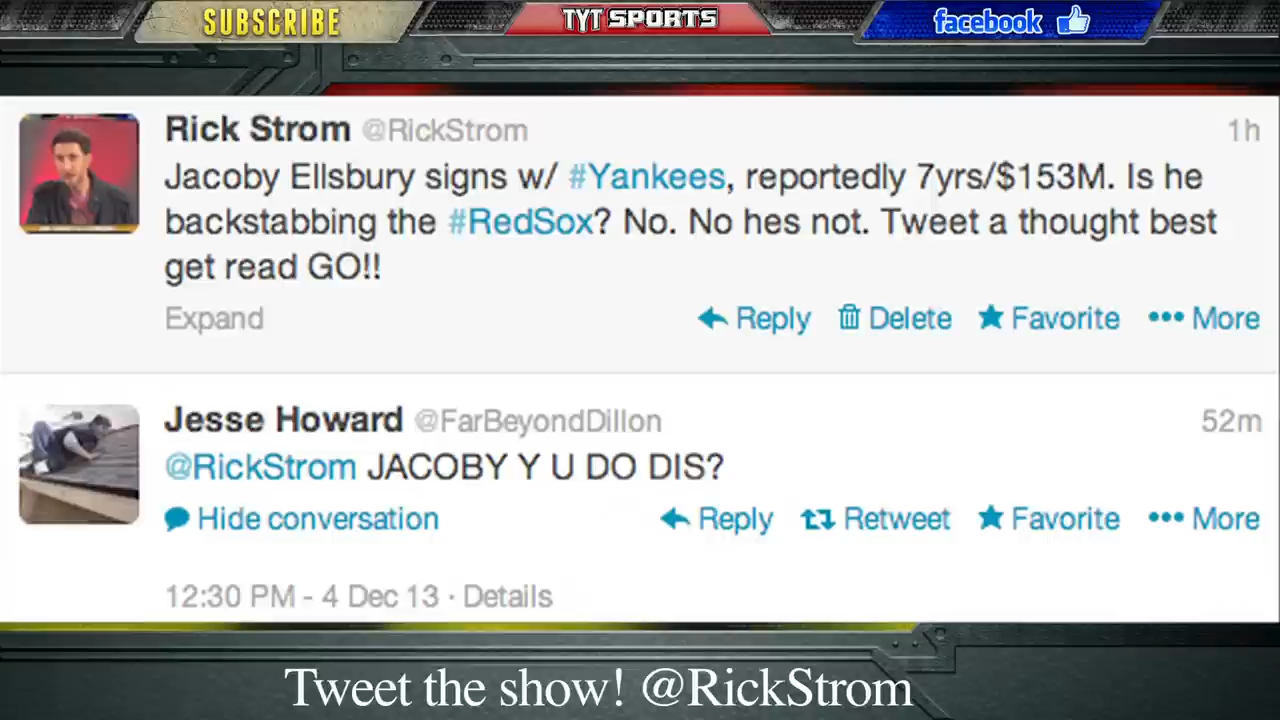 SUBSCRIBE
TYT SPORTS
facebook
Rick Strom @RickStrom 1h
Jacoby Ellsbury signs w/ #Yankees, reportedly 7yrs/$153M. Is he
backstabbing the #RedSox? No. No hes not. Tweet a thought best
get read GO!!
Expand Reply Delete Favorite More
Jesse Howard @FarBeyondDillon 52m
@RickStrom JACOBY Y U DO DIS?
Hide conversation Reply Retweet Favorite More
12:30 PM - 4 Dec 13 · Details
Tweet the show! @RickStrom